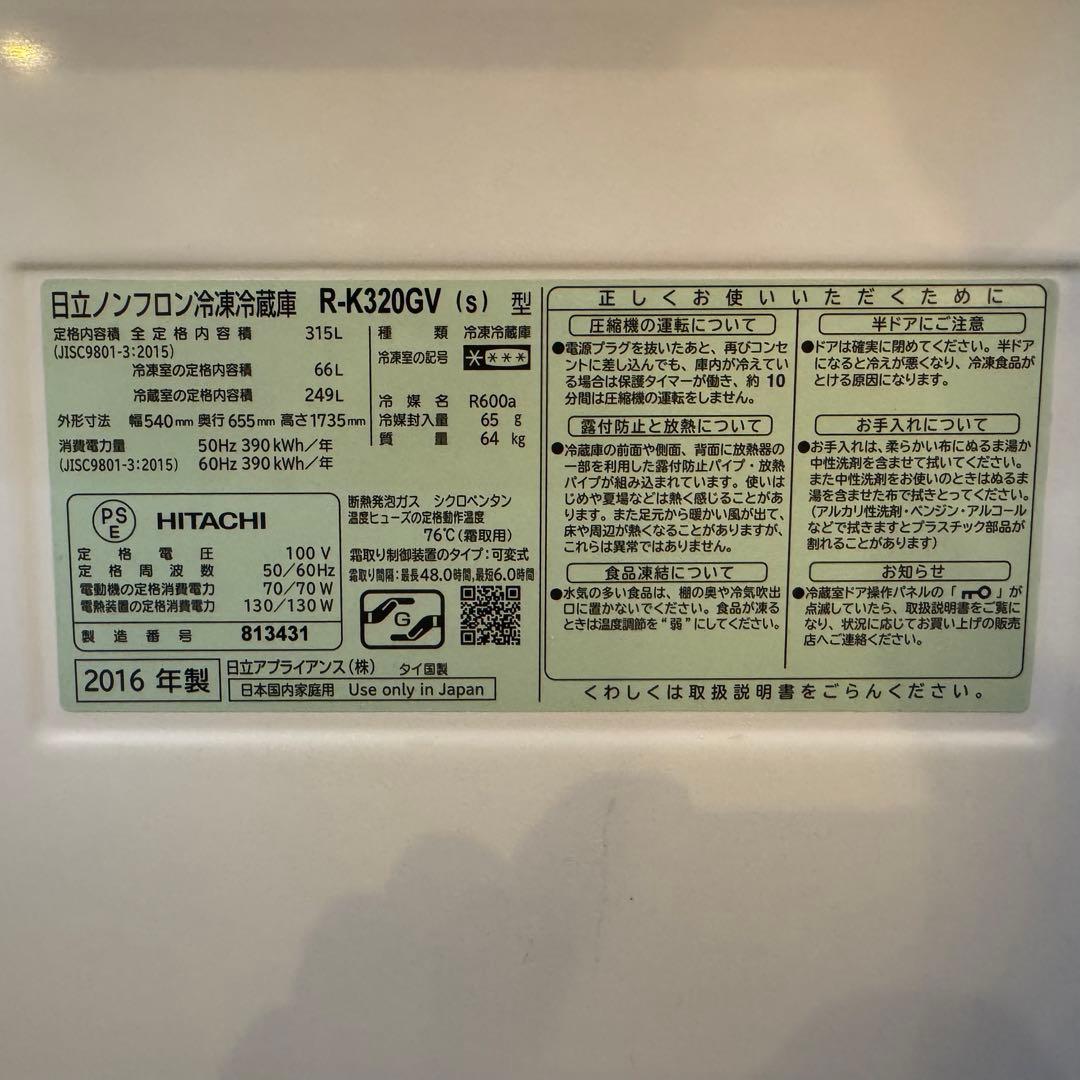 日立ノンフロン冷凍冷蔵庫 R-K320GV (S) 型
定格内容積 全定格内容積 315L
(JISC9801-3:2015)
冷凍室の定格内容積 66L
冷蔵室の定格内容積 249L
外形寸法 幅540mm 奥行655mm 高さ1735mm
消費電力量 50Hz 390kWh/年
(JISC9801-3:2015) 60Hz 390kWh/年
種類 冷凍冷蔵庫
冷凍室の記号 ****
冷媒名 R600a
冷媒封入量 65 g
質量 64 kg
PS
E
HITACHI
定格電圧 100V
定格周波数 50/60Hz
電動機の定格消費電力 70/70W
電熱装置の定格消費電力 130/130W
製造番号 813431
断熱発泡ガス シクロペンタン
温度ヒューズの定格動作温度
76℃(霜取用)
霜取り制御装置のタイプ:可変式
霜取り間隔:最長48.0時間,最短6.0時間
G
2016 年製
日立アプライアンス(株) タイ国製
日本国内家庭用 Use only in Japan
正しくお使いいただくために
圧縮機の運転について
●電源プラグを抜いたあと、再びコンセ
ントに差し込んでも、庫内が冷えてい
る場合は保護タイマーが働き、約10
分間は圧縮機の運転をしません。
露付防止と放熱について
●冷蔵庫の前面や側面、背面に放熱器の
一部を利用した露付防止パイプ・放熱
パイプが組み込まれています。使いは
じめや夏場などは熱く感じることがあ
ります。また足元から暖かい風が出て、
床や周辺が熱くなることがありますが、
これらは異常ではありません。
食品凍結について
●水気の多い食品は、棚の奥や冷気吹出
口に置かないでください。食品が凍る
ときは温度調節を“弱”にしてください。
半ドアにご注意
●ドアは確実に閉めてください。半ドア
になると冷えが悪くなり、冷凍食品が
とける原因になります。
お手入れについて
●お手入れは、柔らかい布にぬるま湯か
中性洗剤を含ませて拭いてください。
また中性洗剤をお使いのときはぬるま
湯を含ませた布で拭きとってください。
(アルカリ性洗剤・ベンジン・アルコール
などで拭きますとプラスチック部品が
割れることがあります)
お知らせ
●冷蔵室ドア操作パネルの「 」が
点滅していたら、取扱説明書をご覧に
なり、状況に応じてお買い上げの販売
店へご連絡ください。
くわしくは取扱説明書をごらんください。